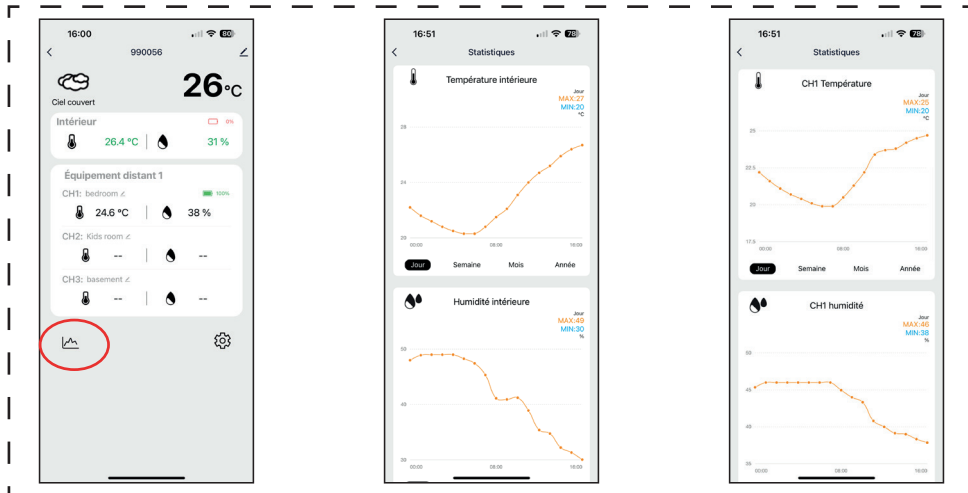 16:00
80
990056
26°C
Ciel couvert
Intérieur
0%
26.4 °C
31 %
Équipement distant 1
CH1: bedroom
100%
24.6 °C
38 %
CH2: Kids room
--
--
CH3: basement
--
--
16:51
78
Statistiques
Température intérieure
Jour
MAX:27
MIN:20
°C
28
24
20
00:00 08:00 16:00
Jour Semaine Mois Année
Humidité intérieure
Jour
MAX:49
MIN:30
%
50
40
30
00:00 08:00 16:00
16:51
78
Statistiques
CH1 Température
Jour
MAX:25
MIN:20
°C
25
22.5
20
17.5
00:00 08:00 16:00
Jour Semaine Mois Année
CH1 humidité
Jour
MAX:46
MIN:38
%
50
45
40
35
00:00 08:00 16:00